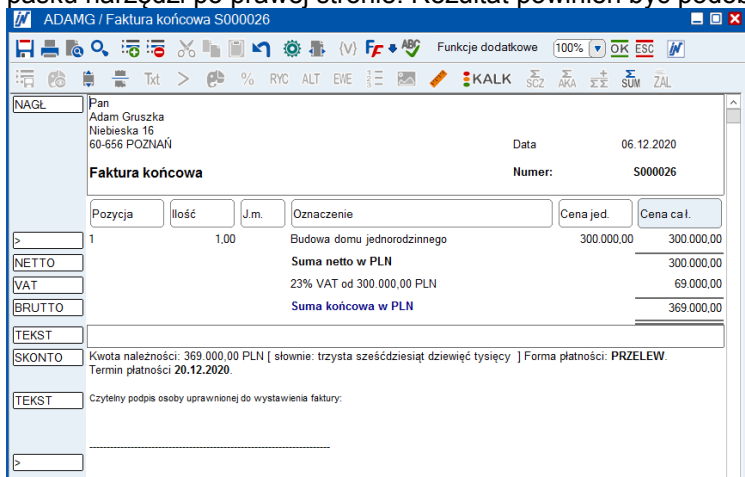 ADAMG / Faktura końcowa S000026
{V} FF ABC Funkcje dodatkowe 100% OK ESC
Txt > % RYC ALT EWE KALK SCZ AKA SUM ZAL
NAGŁ. Pan
Adam Gruszka
Niebieska 16
60-656 POZNAŃ Data 06.12.2020
Faktura końcowa Numer: S000026
Pozycja Ilość J.m. Oznaczenie Cena jed. Cena cał.
> 1 1,00 Budowa domu jednorodzinnego 300.000,00 300.000,00
NETTO Suma netto w PLN 300.000,00
VAT 23% VAT od 300.000,00 PLN 69.000,00
BRUTTO Suma końcowa w PLN 369.000,00
TEKST
SKONTO Kwota należności: 369.000,00 PLN [ słownie: trzysta sześćdziesiąt dziewięć tysięcy ] Forma płatności: PRZELEW.
Termin płatności 20.12.2020.
TEKST Czytelny podpis osoby uprawnionej do wystawienia faktury:
>